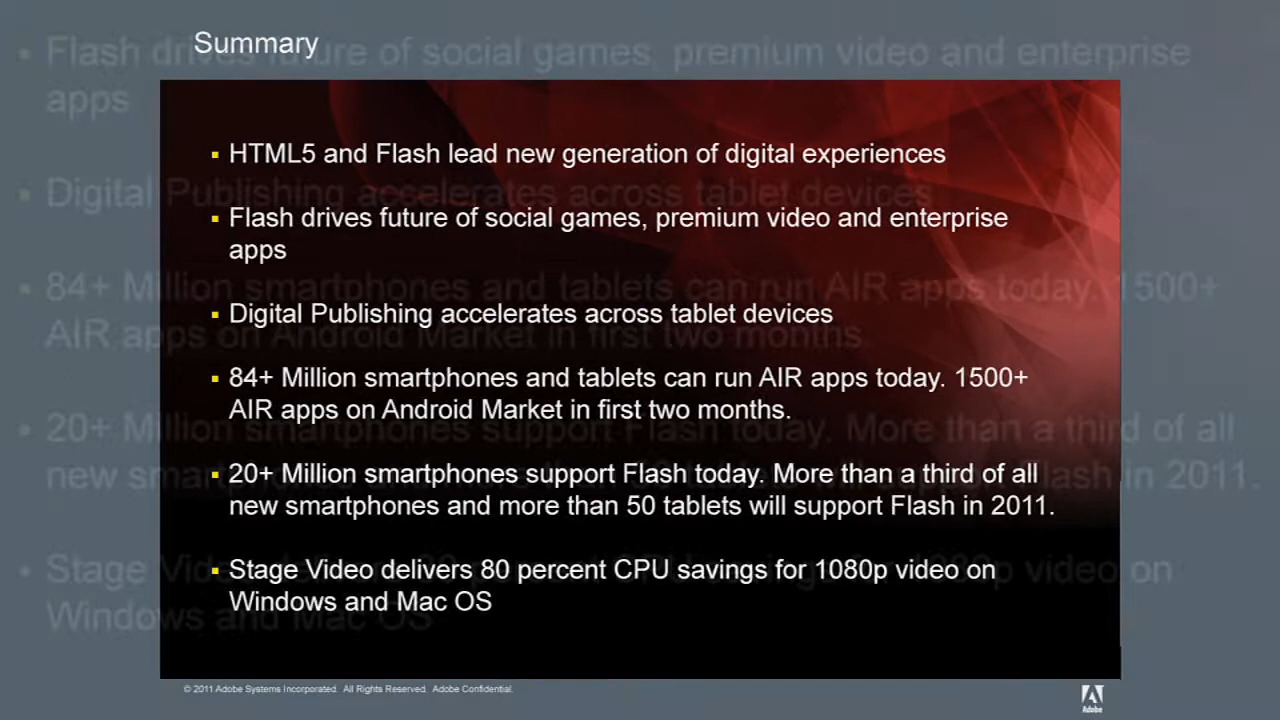 Summary
HTML5 and Flash lead new generation of digital experiences
Flash drives future of social games, premium video and enterprise
apps
Digital Publishing accelerates across tablet devices
84+ Million smartphones and tablets can run AIR apps today. 1500+
AIR apps on Android Market in first two months.
20+ Million smartphones support Flash today. More than a third of all
new smartphones and more than 50 tablets will support Flash in 2011.
Stage Video delivers 80 percent CPU savings for 1080p video on
Windows and Mac OS
© 2011 Adobe Systems Incorporated. All Rights Reserved. Adobe Confidential.
Adobe